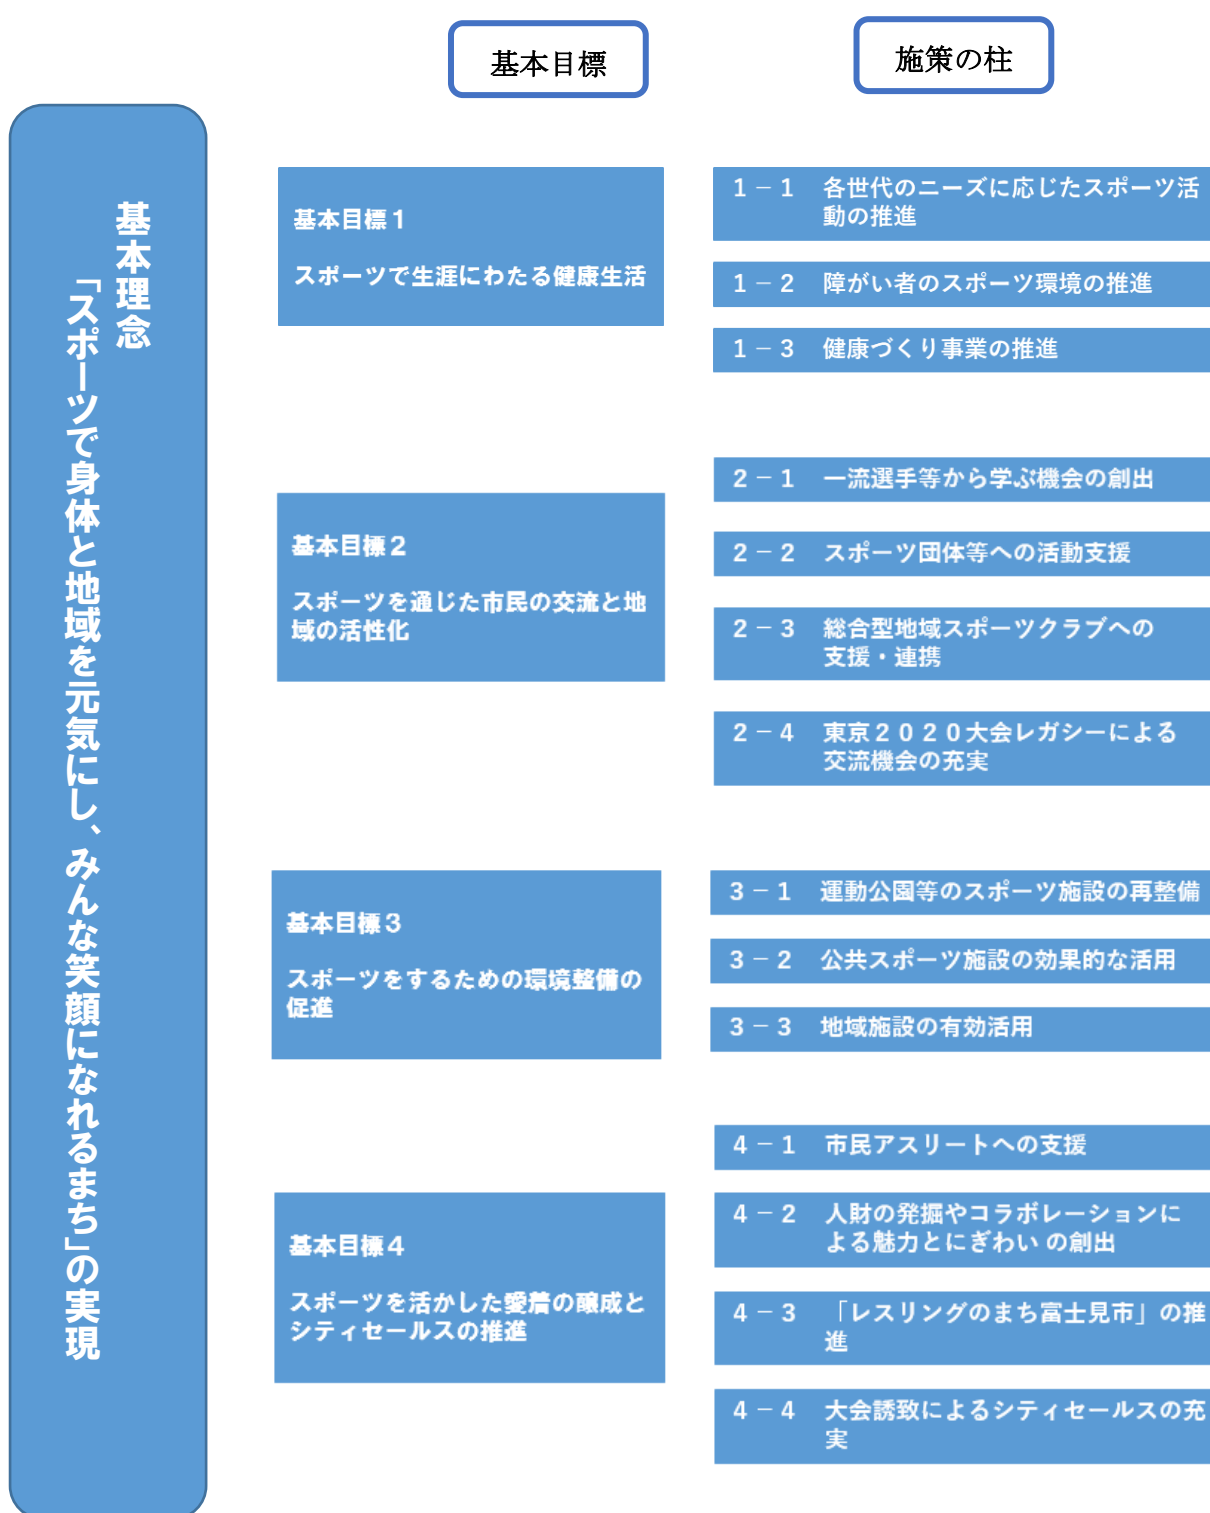 基本目標
施策の柱
基本理念
「スポーツで身体と地域を元気にし、みんな笑顔になれるまち」の実現
基本目標１
スポーツで生涯にわたる健康生活
１－１　各世代のニーズに応じたスポーツ活
動の推進
１－２　障がい者のスポーツ環境の推進
１－３　健康づくり事業の推進
基本目標２
スポーツを通じた市民の交流と地
域の活性化
２－１　一流選手等から学ぶ機会の創出
２－２　スポーツ団体等への活動支援
２－３　総合型地域スポーツクラブへの
支援・連携
２－４　東京２０２０大会レガシーによる
交流機会の充実
基本目標３
スポーツをするための環境整備の
促進
３－１　運動公園等のスポーツ施設の再整備
３－２　公共スポーツ施設の効果的な活用
３－３　地域施設の有効活用
基本目標４
スポーツを活かした愛着の醸成と
シティセールスの推進
４－１　市民アスリートへの支援
４－２　人財の発掘やコラボレーションに
よる魅力とにぎわい の創出
４－３　「レスリングのまち富士見市」の推
進
４－４　大会誘致によるシティセールスの充
実